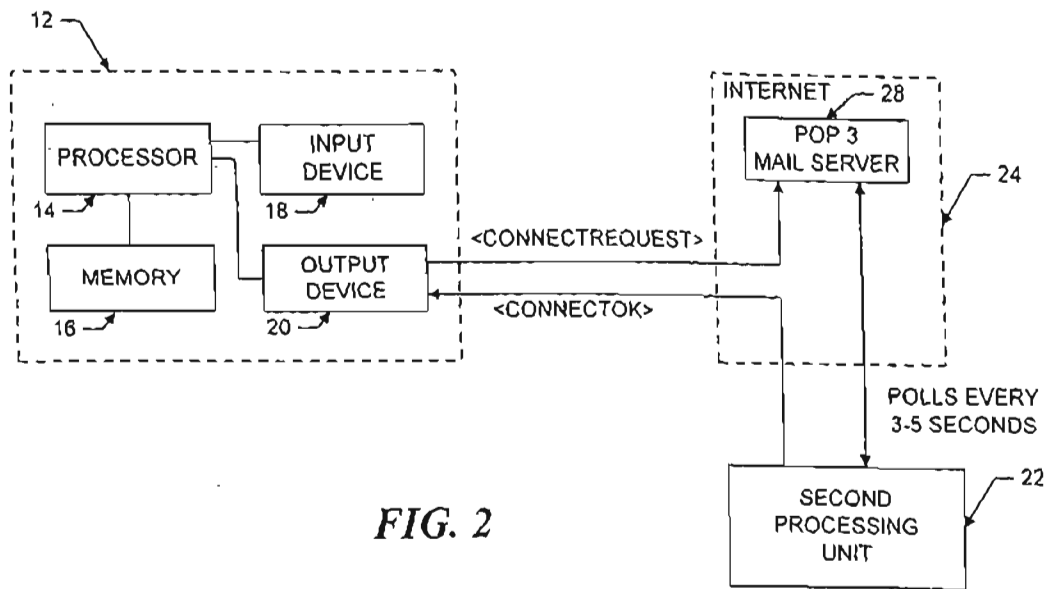 12
INTERNET
28
PROCESSOR
INPUT
DEVICE
POP 3
MAIL SERVER
24
14
18
<CONNECTREQUEST>
MEMORY
OUTPUT
DEVICE
<CONNECTOK>
16
20
POLLS EVERY
3-5 SECONDS
22
SECOND
PROCESSING
UNIT
FIG. 2